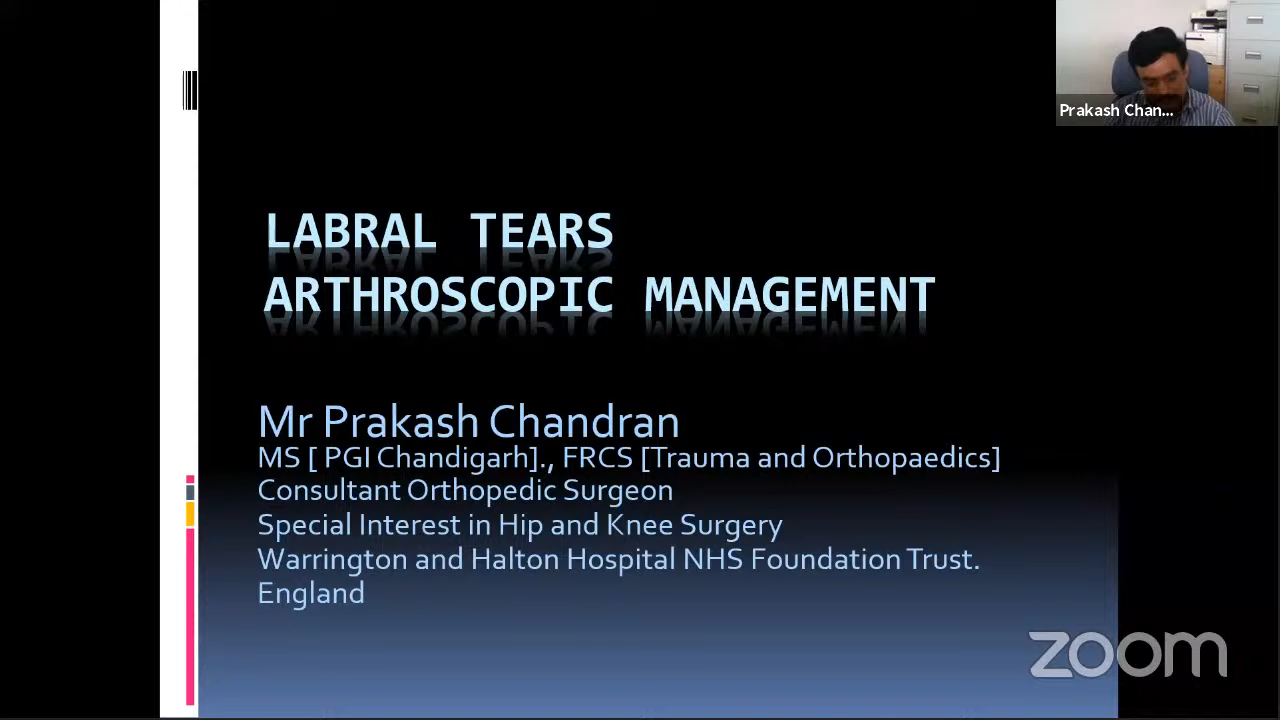 Prakash Chan...
LABRAL TEARS
ARTHROSCOPIC MANAGEMENT
Mr Prakash Chandran
MS [ PGI Chandigarh]., FRCS [Trauma and Orthopaedics]
Consultant Orthopedic Surgeon
Special Interest in Hip and Knee Surgery
Warrington and Halton Hospital NHS Foundation Trust.
England
zoom